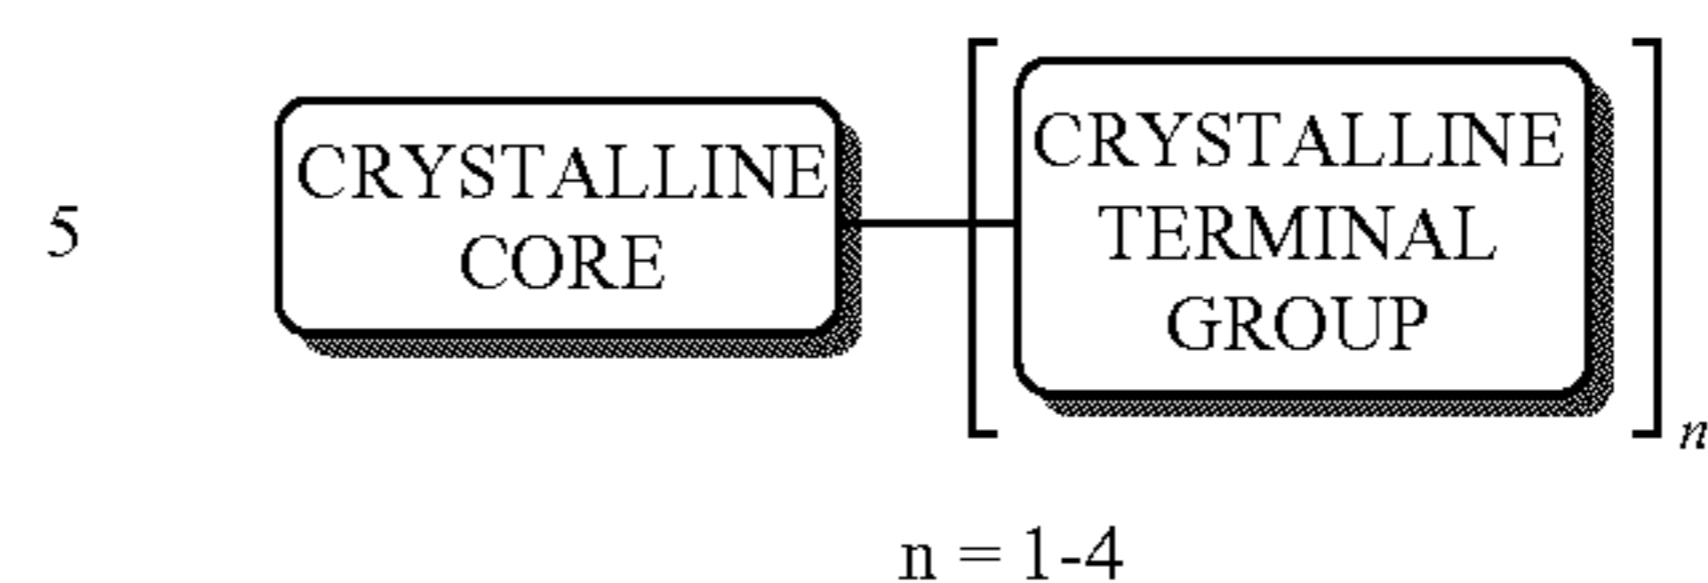 5
CRYSTALLINE
CORE
CRYSTALLINE
TERMINAL
GROUP
n
n = 1-4